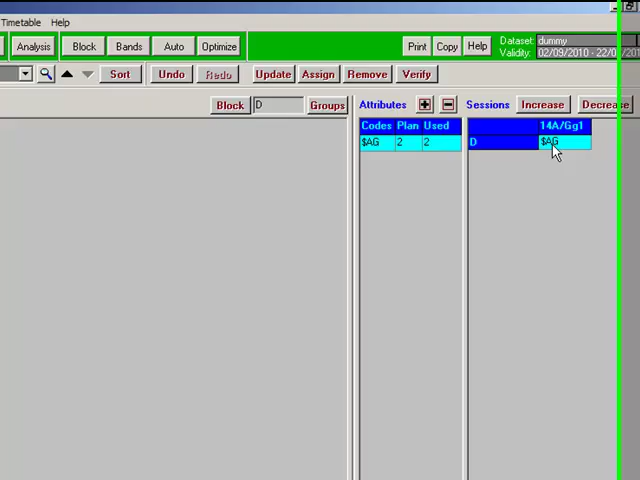 Timetable Help
Analysis Block Bands Auto Optimize Print Copy Help Dataset: dummy
Validity: 02/09/2010 - 22/0
Sort Undo Redo Update Assign Remove Verify
Block D Groups Attributes Sessions Increase Decrease
Codes Plan Used 14A/Gg1
$AG 2 2 D $AG